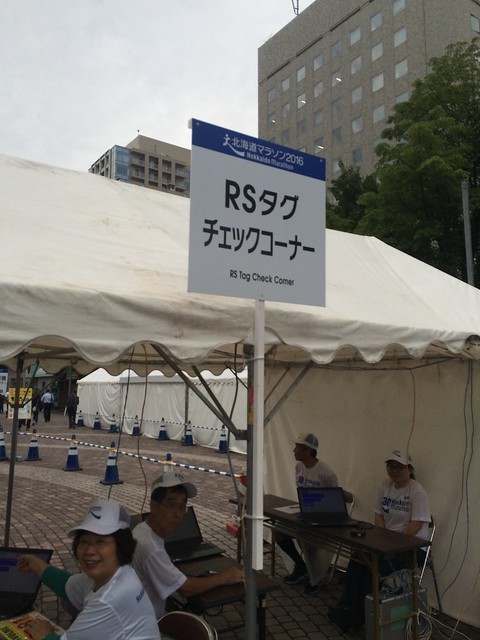 北海道マラソン2016
Hokkaido marathon
RSタグ
チェックコーナー
RS Tag Check Corner